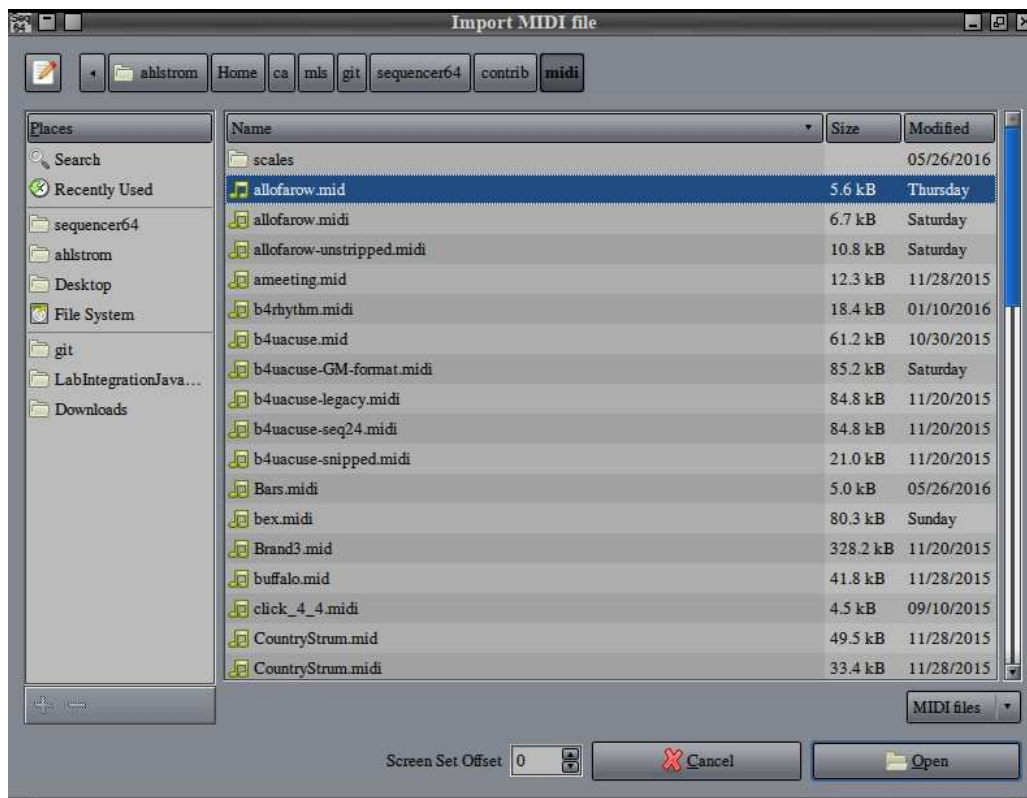 Seq 64 Import MIDI file
ahlstrom Home ca mls git sequencer64 contrib midi
Places
Search
Recently Used
sequencer64
ahlstrom
Desktop
File System
git
LabIntegrationJava...
Downloads
Name Size Modified
scales 05/26/2016
allofarow.mid 5.6 kB Thursday
allofarow.midi 6.7 kB Saturday
allofarow-unstripped.midi 10.8 kB Saturday
ameeting.mid 12.3 kB 11/28/2015
b4rhythm.midi 18.4 kB 01/10/2016
b4uacuse.mid 61.2 kB 10/30/2015
b4uacuse-GM-format.midi 85.2 kB Saturday
b4uacuse-legacy.midi 84.8 kB 11/20/2015
b4uacuse-seq24.midi 84.8 kB 11/20/2015
b4uacuse-snipped.midi 21.0 kB 11/20/2015
Bars.midi 5.0 kB 05/26/2016
bex.midi 80.3 kB Sunday
Brand3.mid 328.2 kB 11/20/2015
buffalo.mid 41.8 kB 11/28/2015
click_4_4.midi 4.5 kB 09/10/2015
CountryStrum.mid 49.5 kB 11/28/2015
CountryStrum.midi 33.4 kB 11/28/2015
MIDI files
Screen Set Offset 0 Cancel Open